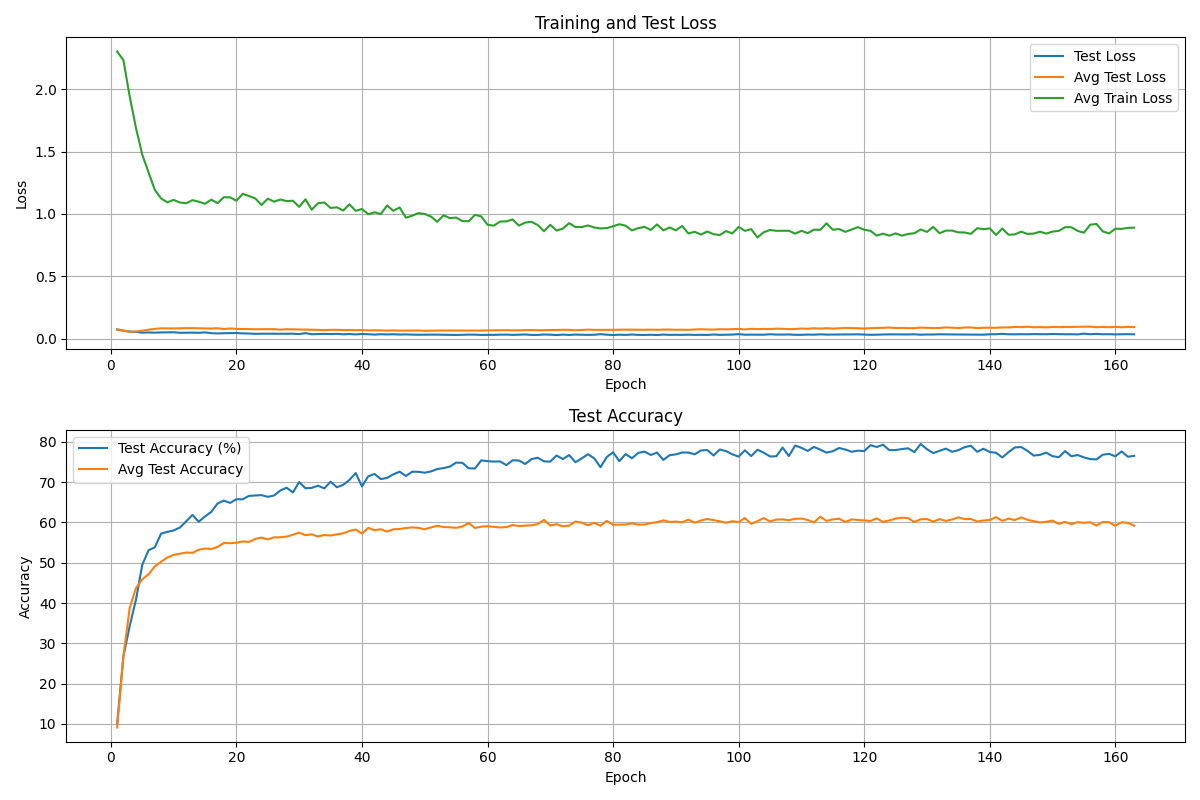 Training and Test Loss
Test Loss
Avg Test Loss
Avg Train Loss
Loss
2.0
1.5
1.0
0.5
0.0
0 20 40 60 80 100 120 140 160
Epoch
Test Accuracy
Test Accuracy (%)
Avg Test Accuracy
Accuracy
80
70
60
50
40
30
20
10
0 20 40 60 80 100 120 140 160
Epoch